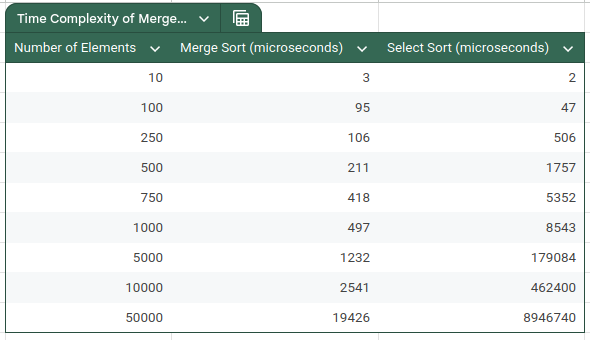 Time Complexity of Merge...
Number of Elements Merge Sort (microseconds) Select Sort (microseconds)
10 3 2
100 95 47
250 106 506
500 211 1757
750 418 5352
1000 497 8543
5000 1232 179084
10000 2541 462400
50000 19426 8946740